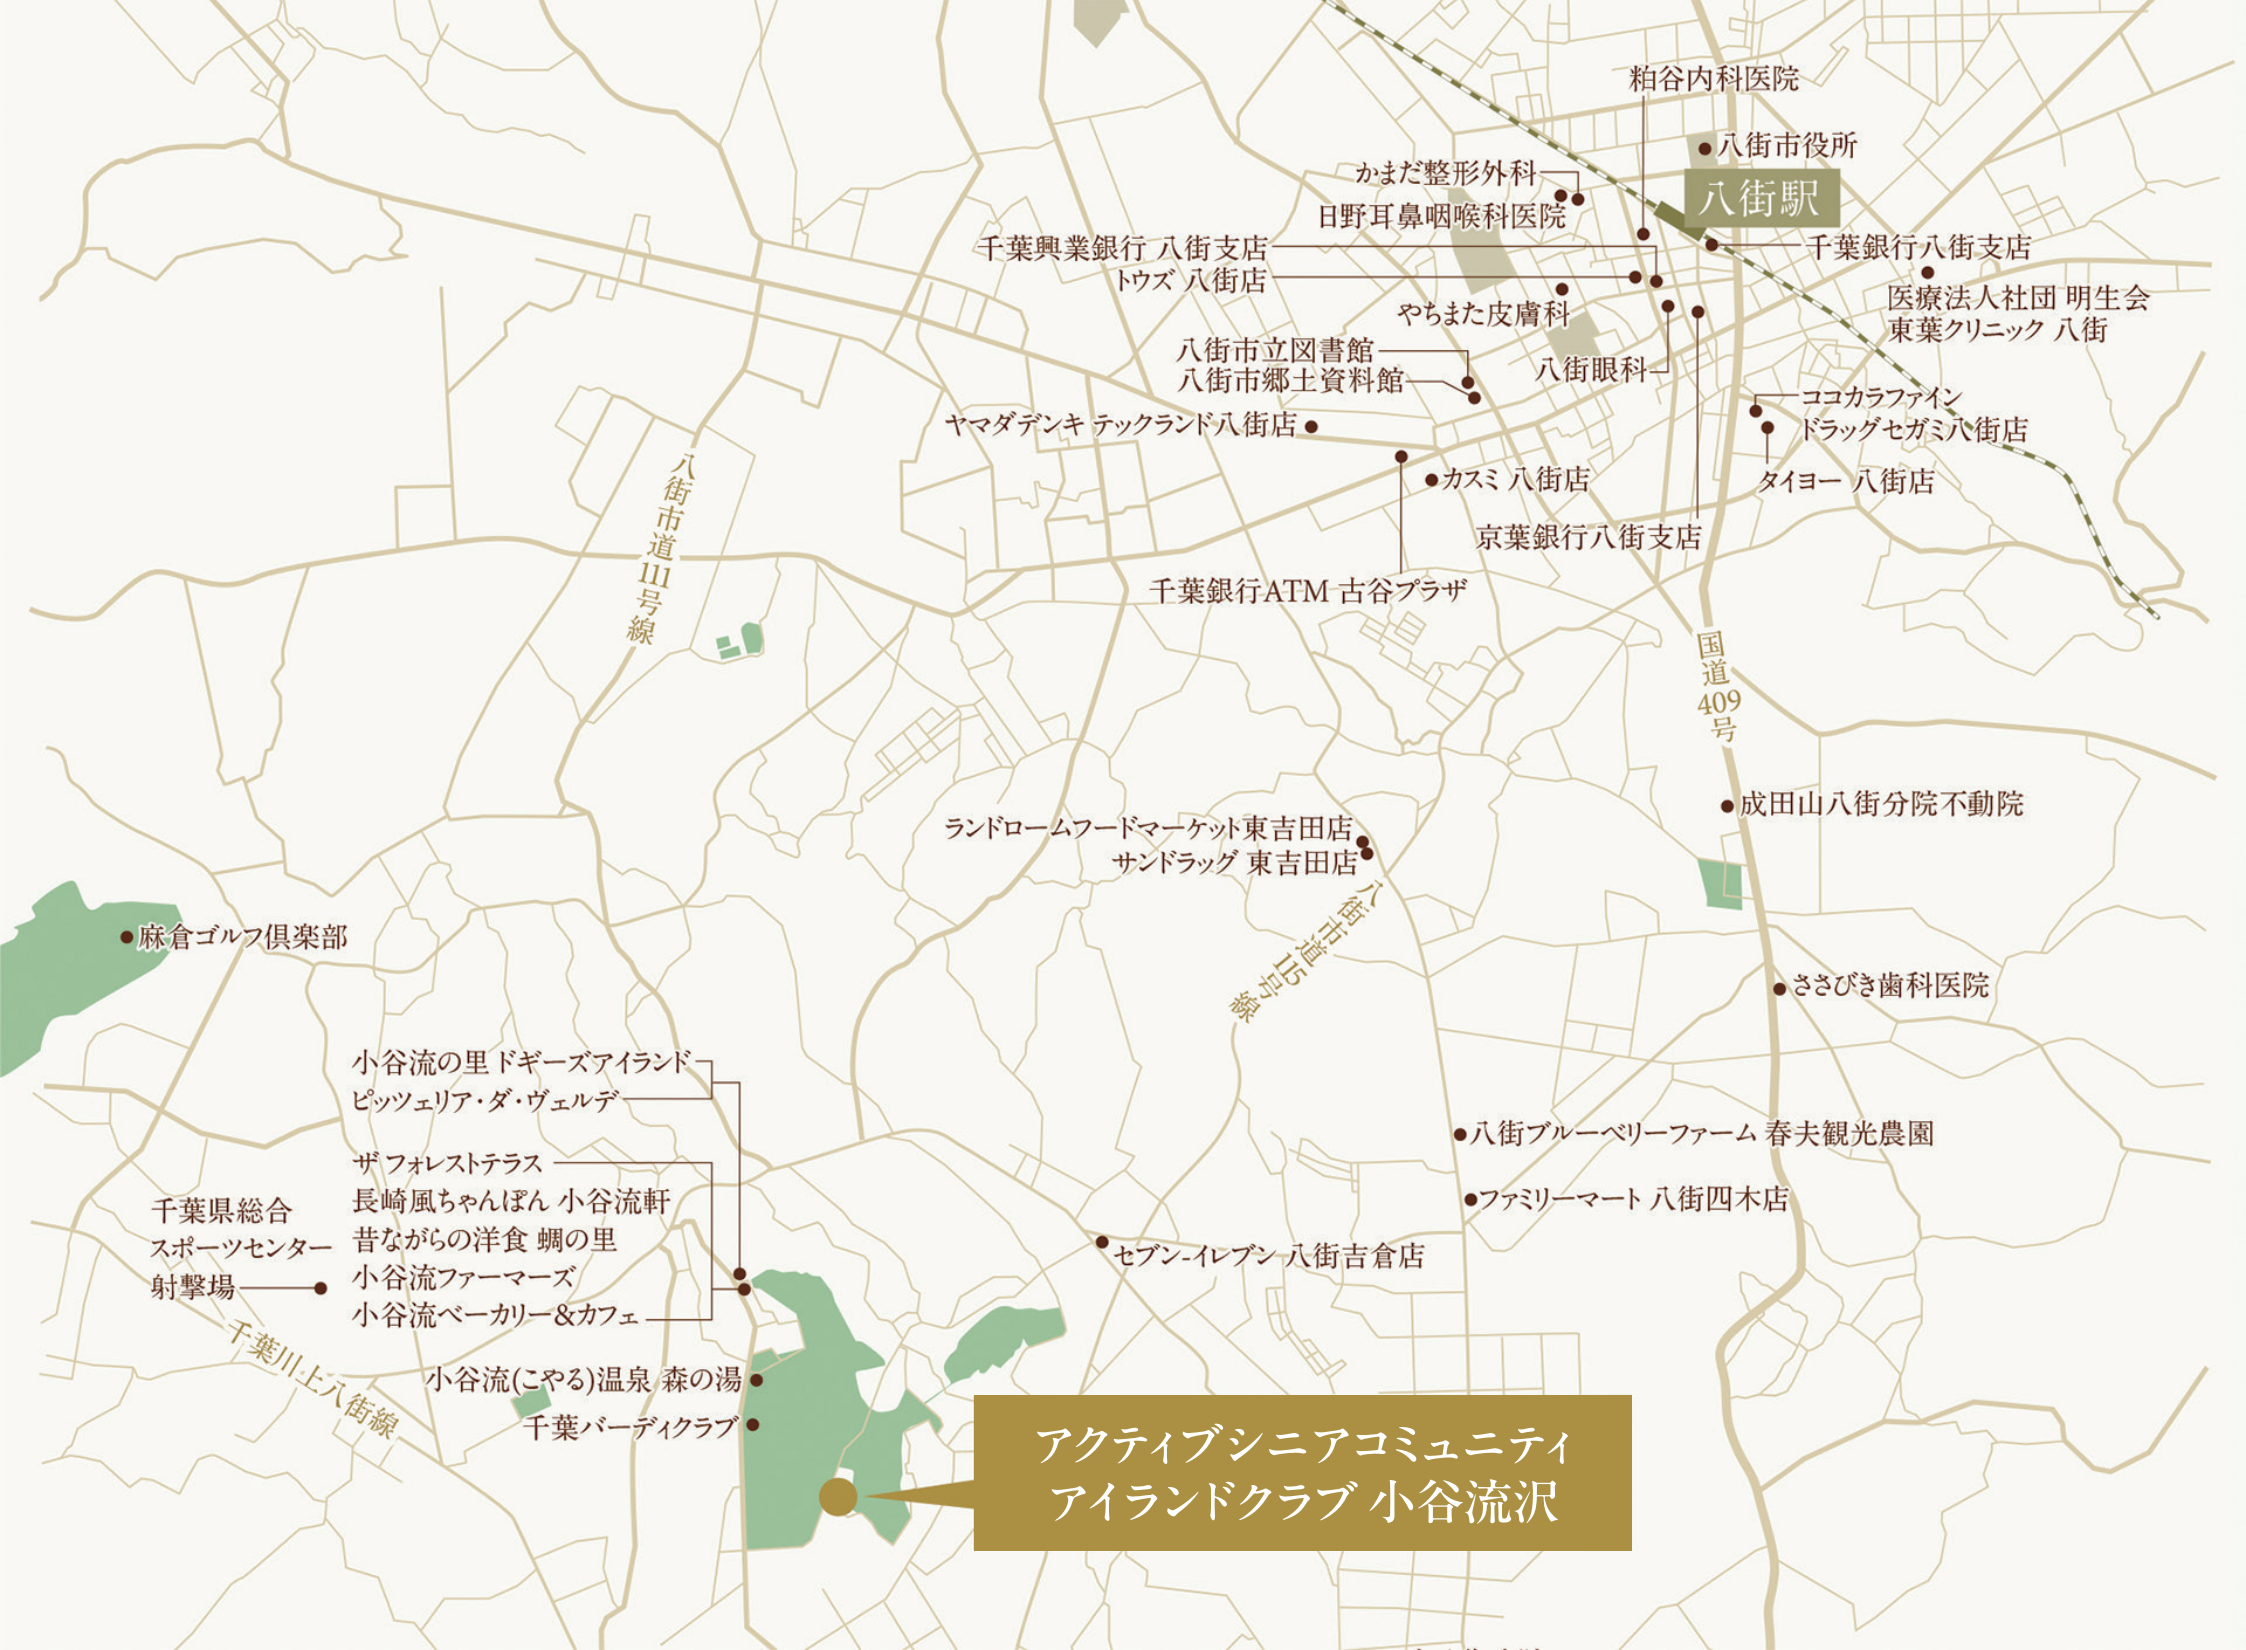 粕谷内科医院
八街市役所
かまだ整形外科
八街駅
日野耳鼻咽喉科医院
千葉興業銀行 八街支店
千葉銀行八街支店
トウズ 八街店
医療法人社団 明生会
東葉クリニック 八街
やちまた皮膚科
八街市立図書館
八街眼科
八街市郷土資料館
ココカラファイン
ドラッグセガミ八街店
ヤマダデンキ テックランド八街店
カスミ 八街店
タイヨー 八街店
八街市道111号線
京葉銀行八街支店
千葉銀行ATM 古谷プラザ
国道409号
成田山八街分院不動院
ランドロームフードマーケット東吉田店
サンドラッグ 東吉田店
八街市道115号線
麻倉ゴルフ倶楽部
ささびき歯科医院
小谷流の里 ドギーズアイランド
ピッツェリア・ダ・ヴェルデ
八街ブルーベリーファーム 春夫観光農園
ザ フォレストテラス
長崎風ちゃんぽん 小谷流軒
昔ながらの洋食 蜩の里
小谷流ファーマーズ
小谷流ベーカリー&カフェ
ファミリーマート 八街四木店
千葉県総合
スポーツセンター
射撃場
セブン-イレブン 八街吉倉店
千葉川上八街線
小谷流(こやる)温泉 森の湯
千葉バーディクラブ
アクティブシニアコミュニティ
アイランドクラブ 小谷流沢